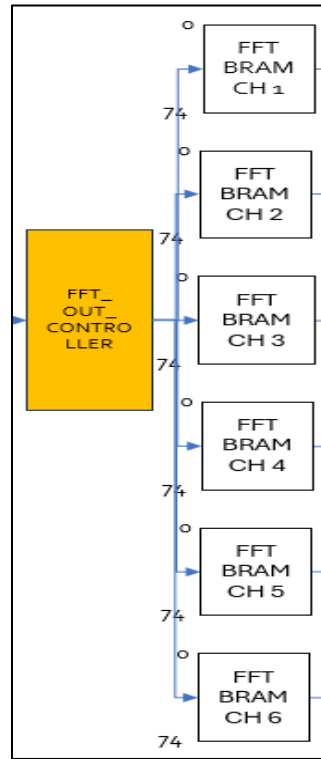 0
FFT
BRAM
CH 1
74
0
FFT
BRAM
CH 2
74
FFT_
OUT_
CONTRO
LLER
0
FFT
BRAM
CH 3
74
0
FFT
BRAM
CH 4
74
0
FFT
BRAM
CH 5
74
0
FFT
BRAM
CH 6
74